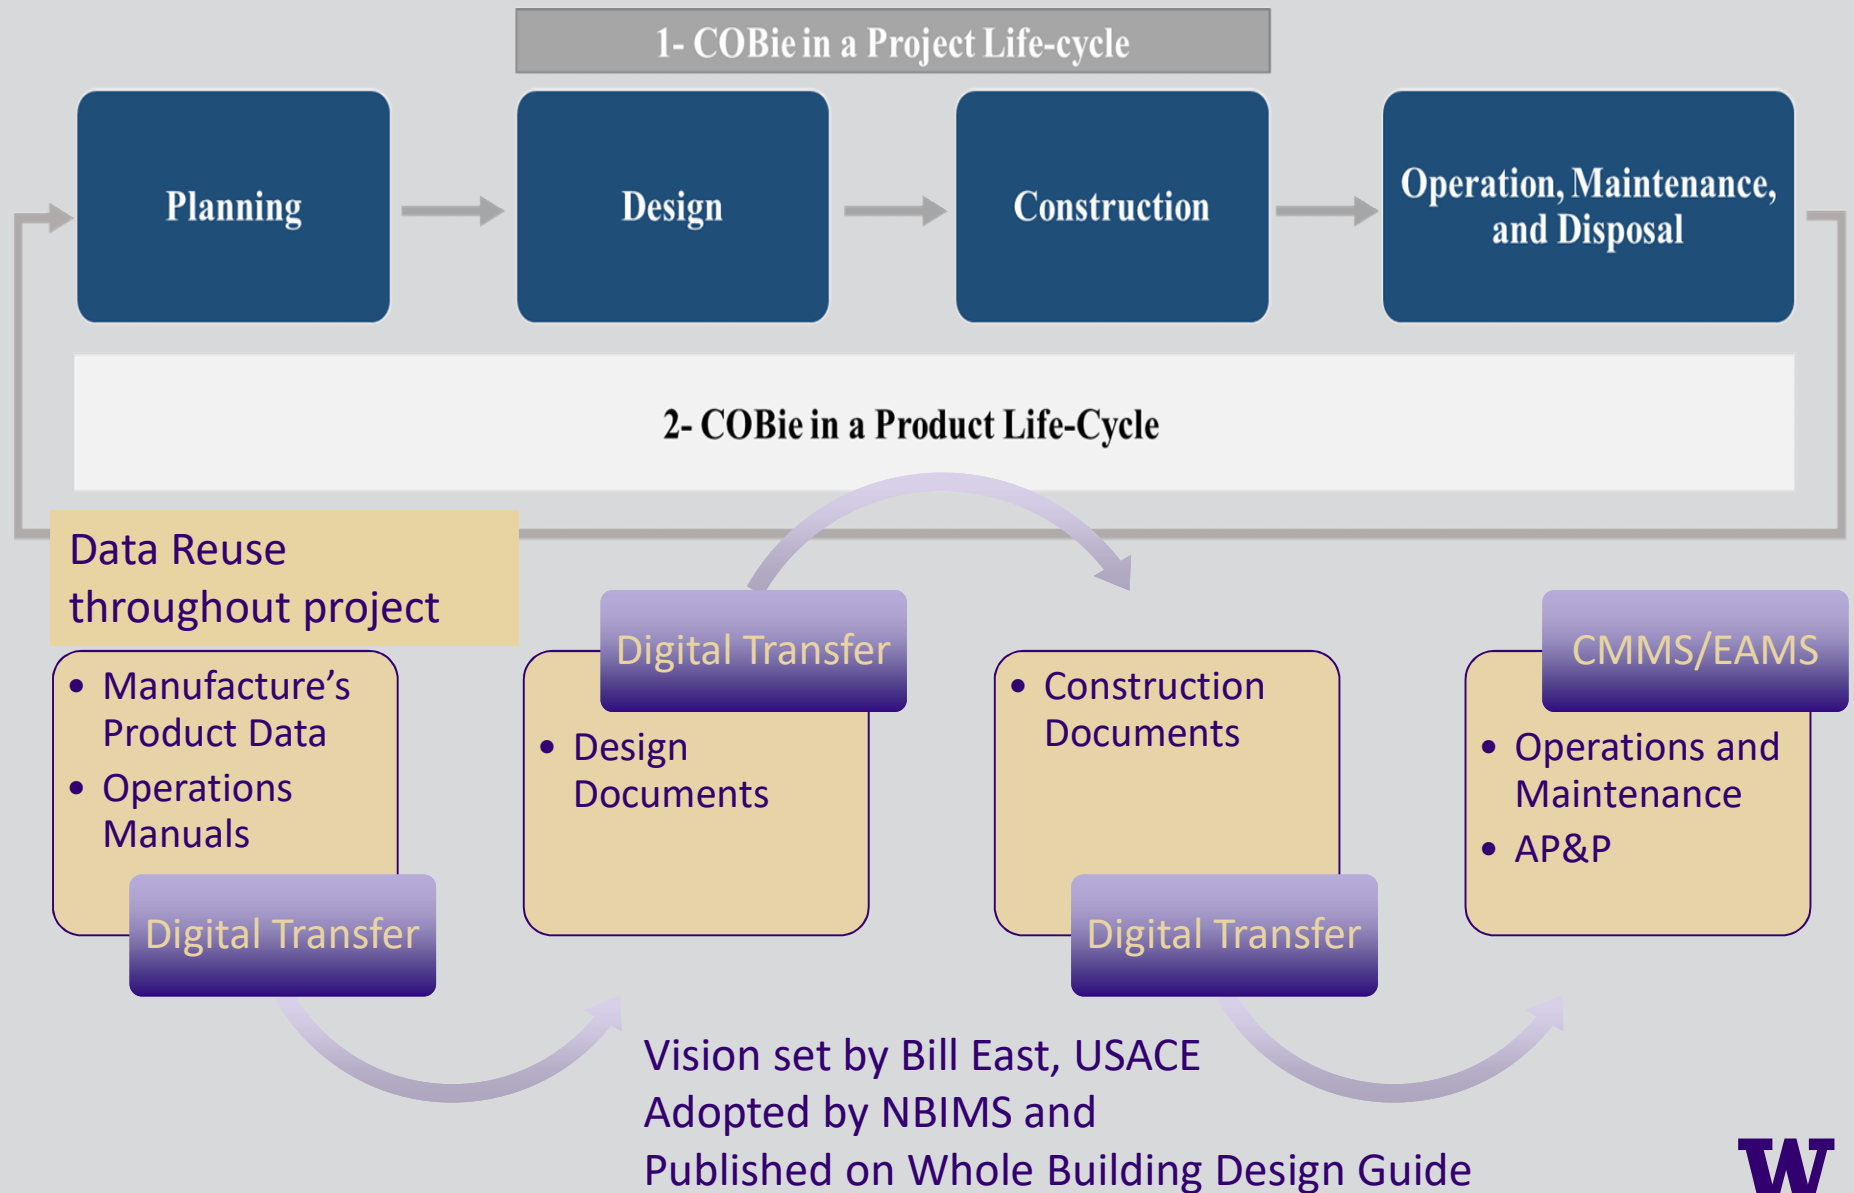 1- COBie in a Project Life-cycle
Planning
Design
Construction
Operation, Maintenance,
and Disposal
2- COBie in a Product Life-Cycle
Data Reuse
throughout project
• Manufacture's
Product Data
• Operations
Manuals
Digital Transfer
Digital Transfer
• Design
Documents
• Construction
Documents
Digital Transfer
CMMS/EAMS
• Operations and
Maintenance
• AP&P
Vision set by Bill East, USACE
Adopted by NBIMS and
Published on Whole Building Design Guide
W